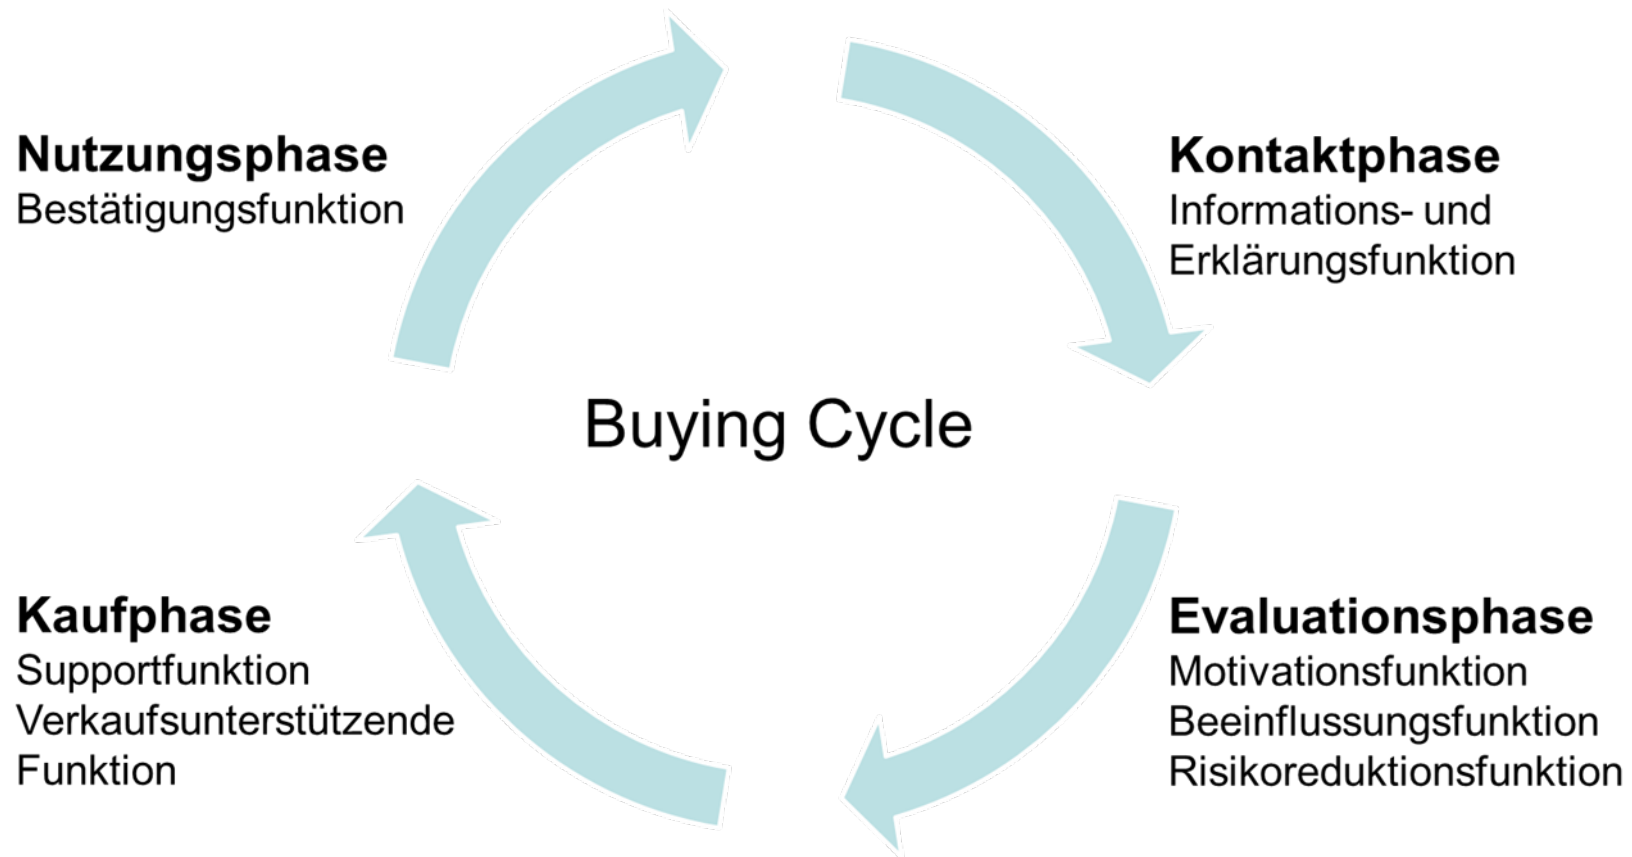 Nutzungsphase
Bestätigungsfunktion
Kontaktphase
Informations- und
Erklärungsfunktion
Buying Cycle
Kaufphase
Supportfunktion
Verkaufsunterstützende
Funktion
Evaluationsphase
Motivationsfunktion
Beeinflussungsfunktion
Risikoreduktionsfunktion